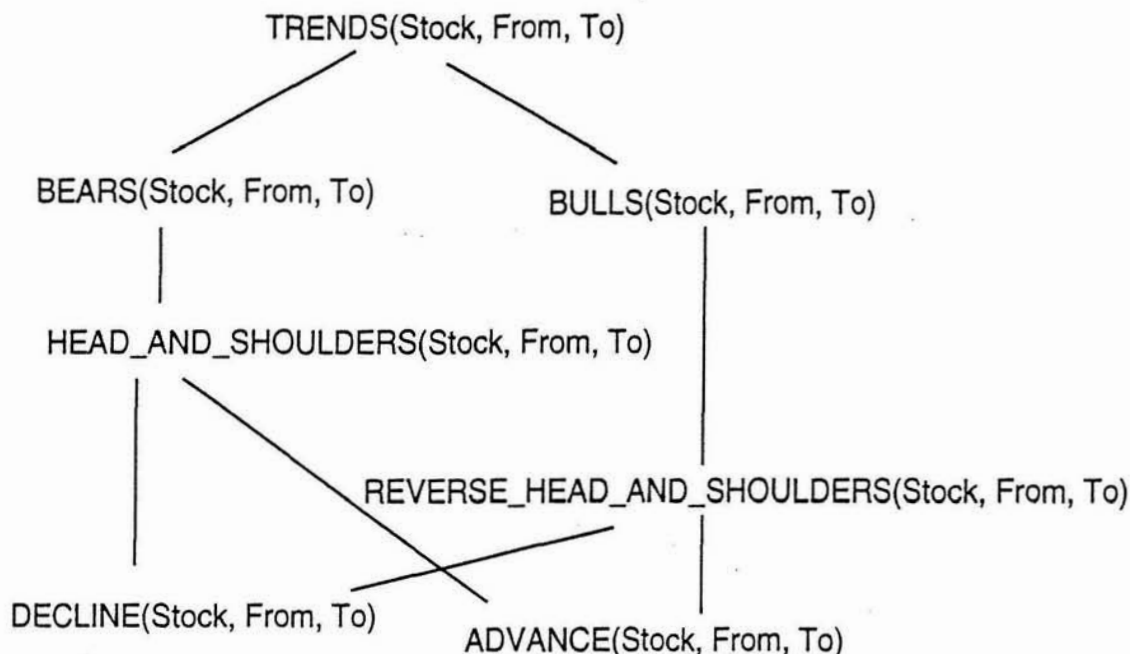 TRENDS(Stock, From, To)
BEARS(Stock, From, To)
BULLS(Stock, From, To)
HEAD_AND_SHOULDERS(Stock, From, To)
REVERSE_HEAD_AND_SHOULDERS(Stock, From, To)
DECLINE(Stock, From, To)
ADVANCE(Stock, From, To)